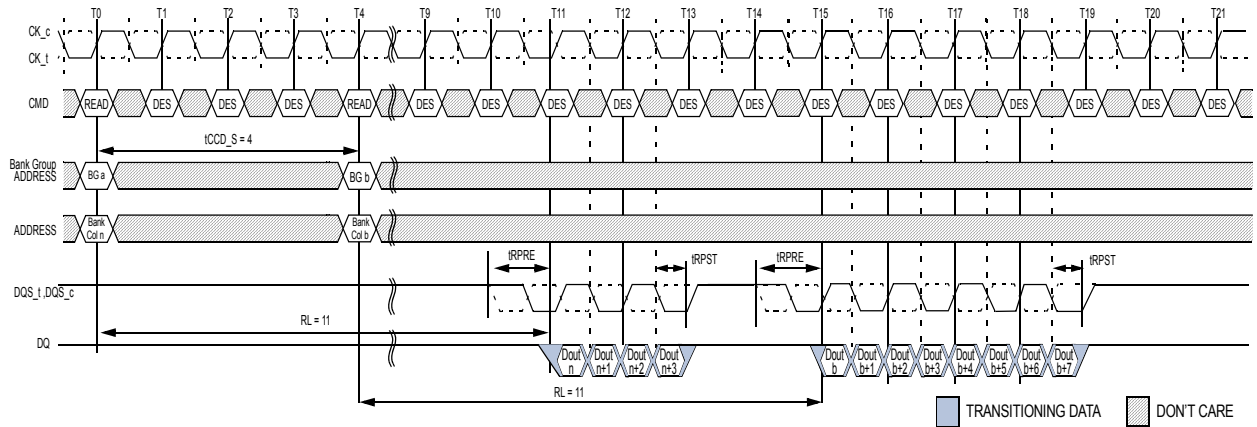 T0 T1 T2 T3 T4 T9 T10 T11 T12 T13 T14 T15 T16 T17 T18 T19 T20 T21
CK_c
CK_t
CMD READ DES DES DES READ DES DES DES DES DES DES DES DES DES DES DES DES DES
tCCD_S = 4
Bank Group
ADDRESS BG a BG b
ADDRESS Bank Col n Bank Col b
tRPRE tRPST tRPRE tRPST
DQS_t ,DQS_c
RL = 11
DQ Dout n Dout n+1 Dout n+2 Dout n+3 Dout b Dout b+1 Dout b+2 Dout b+3 Dout b+4 Dout b+5 Dout b+6 Dout b+7
RL = 11
TRANSITIONING DATA DON'T CARE